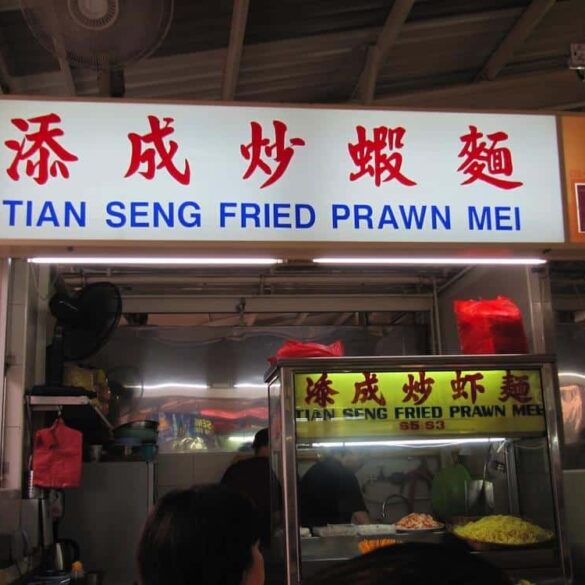 添成炒蝦麵
TIAN SENG FRIED PRAWN MEI
添成炒虾麵
TIAN SENG FRIED PRAWN MEE
$5 $3